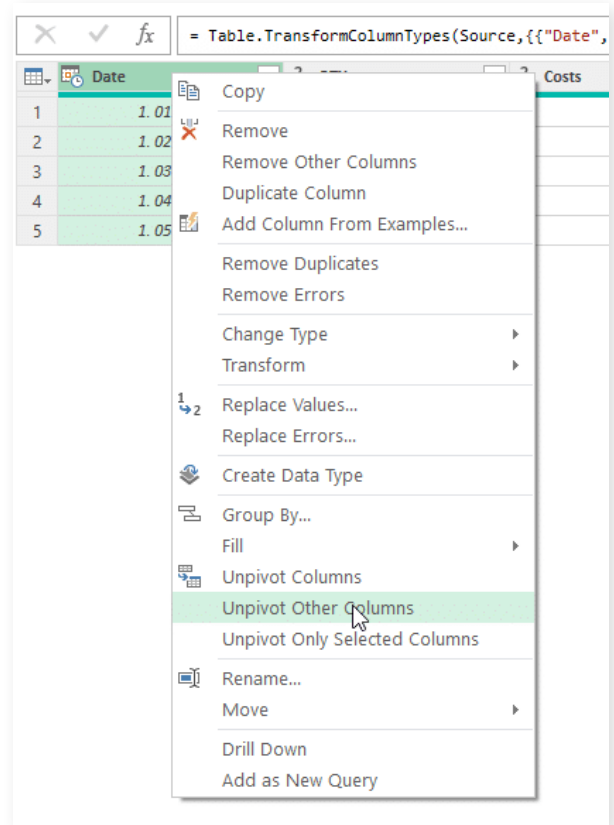 fx = Table.TransformColumnTypes(Source,{{"Date",
Date Costs
1 1. 01
2 1. 02
3 1. 03
4 1. 04
5 1. 05
Copy
Remove
Remove Other Columns
Duplicate Column
Add Column From Examples...
Remove Duplicates
Remove Errors
Change Type
Transform
1 2 Replace Values...
Replace Errors...
Create Data Type
Group By...
Fill
Unpivot Columns
Unpivot Other Columns
Unpivot Only Selected Columns
Rename...
Move
Drill Down
Add as New Query